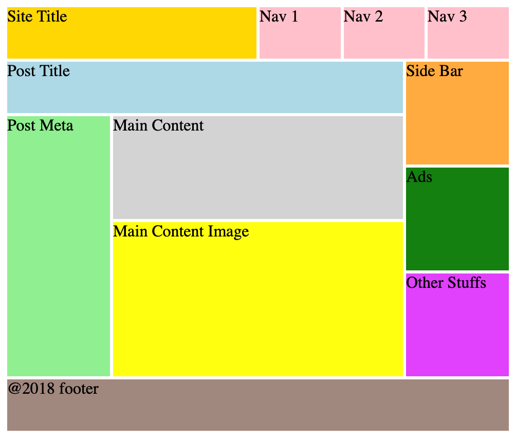 Site Title
Nav 1
Nav 2
Nav 3
Post Title
Side Bar
Post Meta
Main Content
Ads
Main Content Image
Other Stuffs
@2018 footer